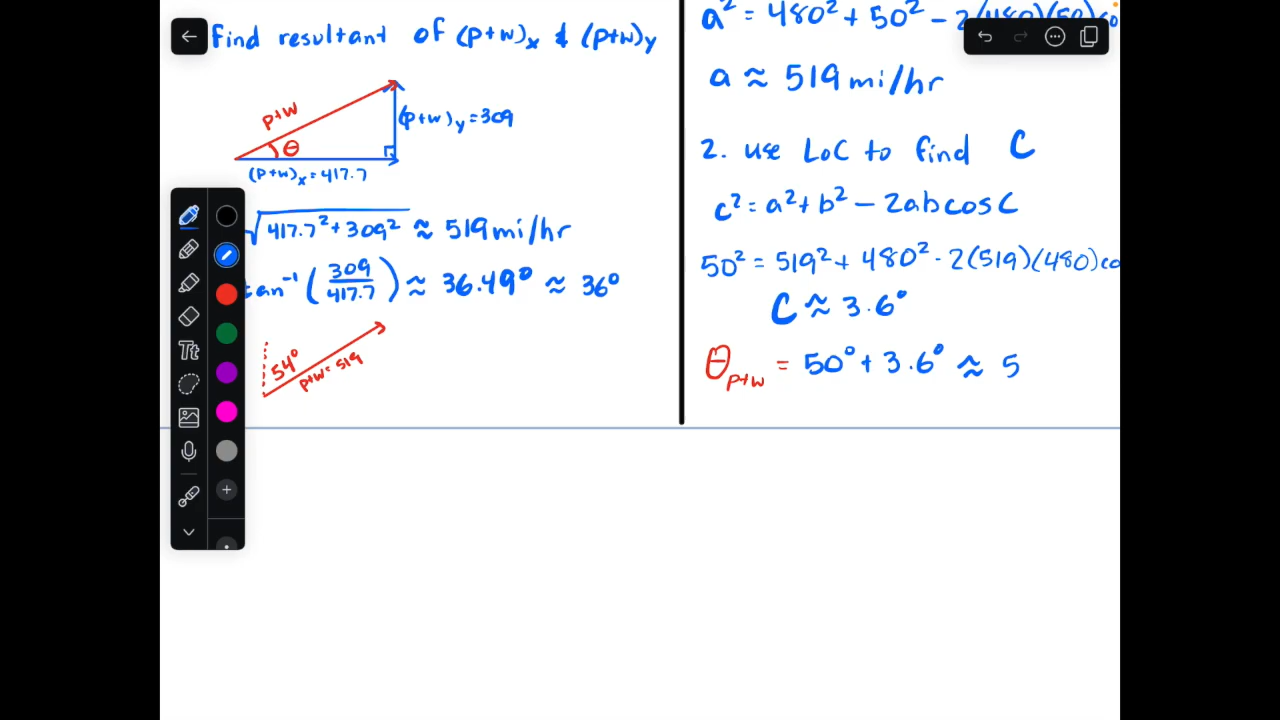 Find resultant of (p+w)x & (p+w)y
p+w
θ
(p+w)y = 309
(p+w)x = 417.7
√417.7² + 309² ≈ 519 mi/hr
tan⁻¹ (309/417.7) ≈ 36.49° ≈ 36°
54°
p+w = 519
Tt
a² = 480² + 50² - 2(480)(50)co
a ≈ 519 mi/hr
2. use LoC to find C
c² = a² + b² - 2abcosC
50² = 519² + 480² - 2(519)(480)co
C ≈ 3.6°
θp+w = 50° + 3.6° ≈ 5